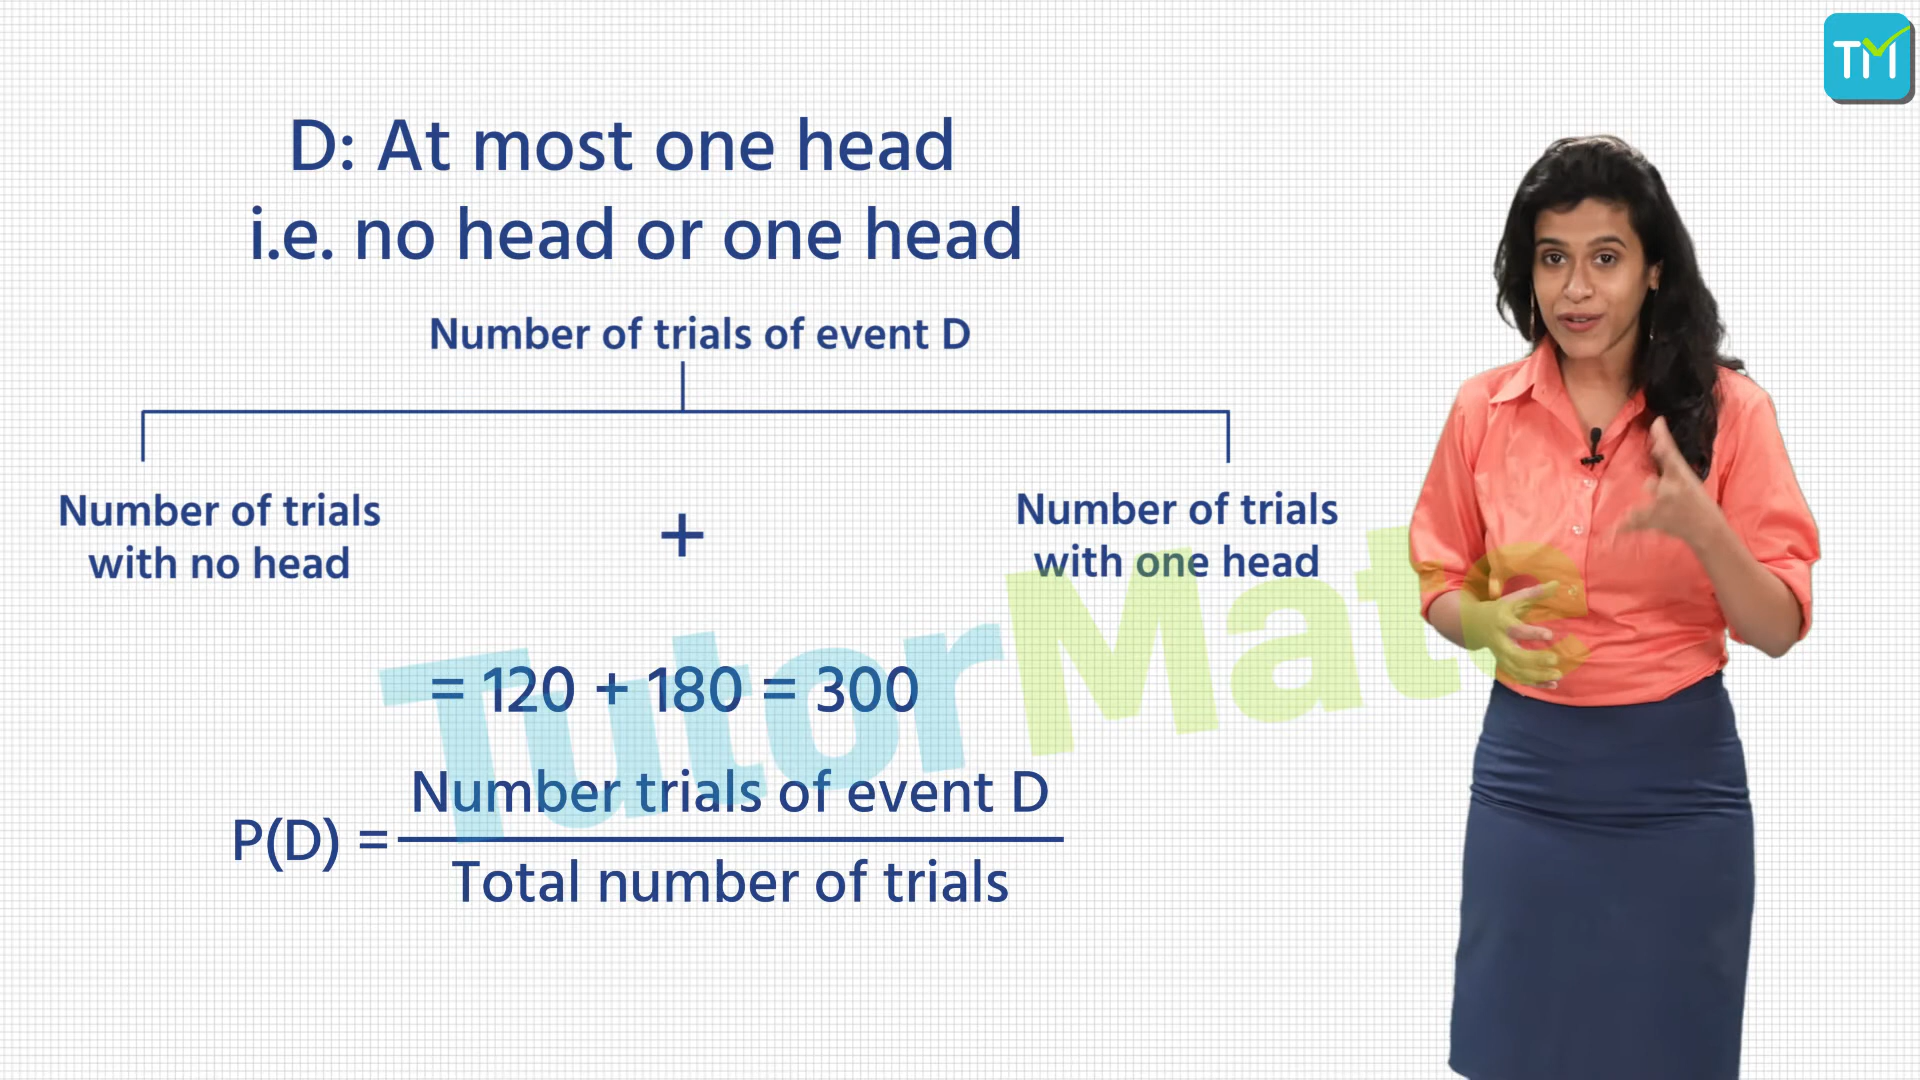 TM
D: At most one head
i.e. no head or one head
Number of trials of event D
Number of trials
with no head
+
Number of trials
with one head
= 120 + 180 = 300
P(D) = Number trials of event D
Total number of trials
TutorMate